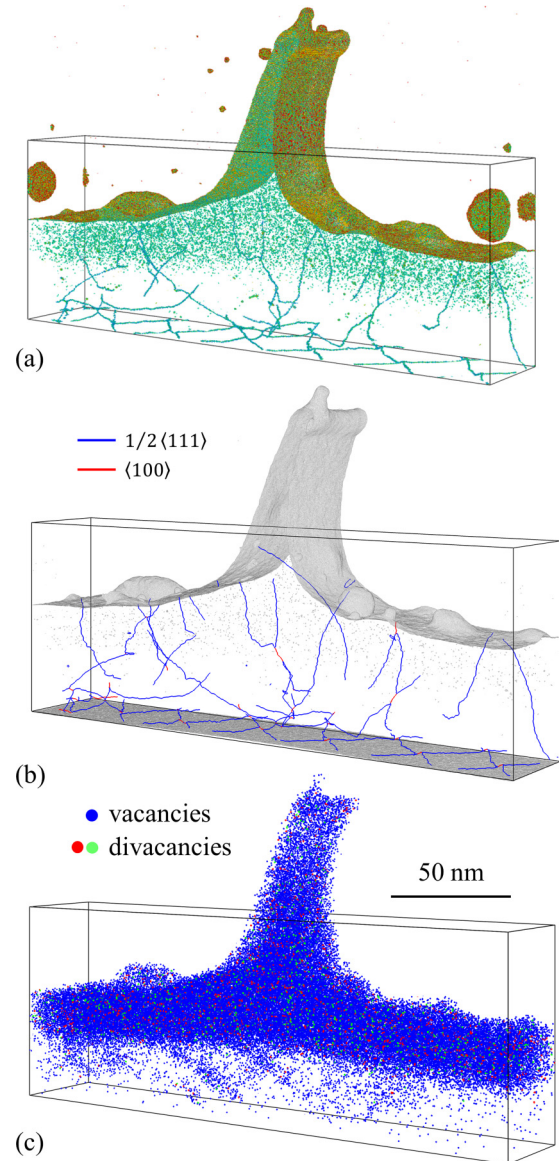 (a)
1/2⟨111⟩
⟨100⟩
(b)
vacancies
divacancies
50 nm
(c)